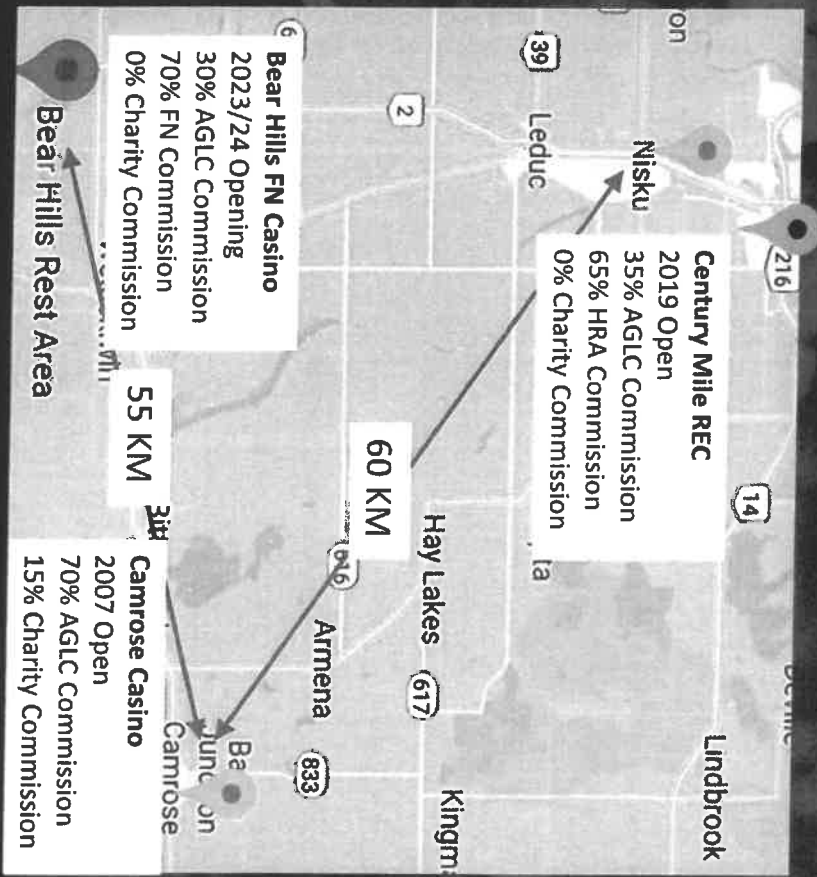 216
Century Mile REC
2019 Open
35% AGLC Commission
65% HRA Commission
0% Charity Commission
14
Lindbrook
Nisku
Leduc
39
2
60 KM
Hay Lakes
617
Kingm
Armena
833
Bear Hills FN Casino
2023/24 Opening
30% AGLC Commission
70% FN Commission
0% Charity Commission
55 KM
Camrose
Camrose Casino
2007 Open
70% AGLC Commission
15% Charity Commission
Bear Hills Rest Area